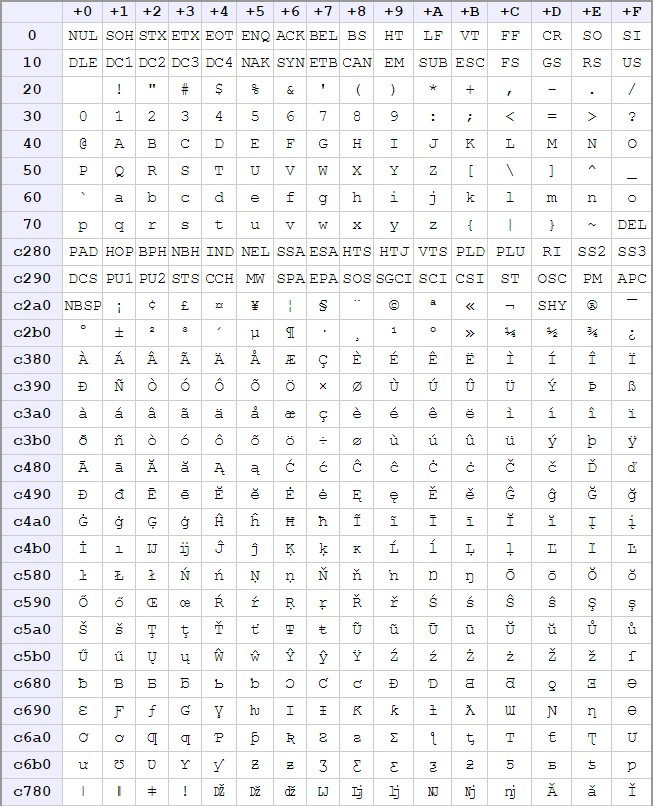 +0 +1 +2 +3 +4 +5 +6 +7 +8 +9 +A +B +C +D +E +F
0 NUL SOH STX ETX EOT ENQ ACK BEL BS HT LF VT FF CR SO SI
10 DLE DC1 DC2 DC3 DC4 NAK SYN ETB CAN EM SUB ESC FS GS RS US
20 ! " # $ % & ' ( ) * + , - . /
30 0 1 2 3 4 5 6 7 8 9 : ; < = > ?
40 @ A B C D E F G H I J K L M N O
50 P Q R S T U V W X Y Z [ \ ] ^ _
60 ` a b c d e f g h i j k l m n o
70 p q r s t u v w x y z { | } ~ DEL
c280 PAD HOP BPH NBH IND NEL SSA ESA HTS HTJ VTS PLD PLU RI SS2 SS3
c290 DCS PU1 PU2 STS CCH MW SPA EPA SOS SGCI SCI CSI ST OSC PM APC
c2a0 NBSP ¡ ¢ £ ¤ ¥ ¦ § ¨ © ª « ¬ SHY ® ¯
c2b0 ° ± ² ³ ´ µ ¶ · ¸ ¹ º » ¼ ½ ¾ ¿
c380 À Á Â Ã Ä Å Æ Ç È É Ê Ë Ì Í Î Ï
c390 Ð Ñ Ò Ó Ô Õ Ö × Ø Ù Ú Û Ü Ý Þ ß
c3a0 à á â ã ä å æ ç è é ê ë ì í î ï
c3b0 ð ñ ò ó ô õ ö ÷ ø ù ú û ü ý þ ÿ
c480 Ā ā Ă ă Ą ą Ć ć Ĉ ĉ Ċ ċ Č č Ď ď
c490 Đ đ Ē ē Ĕ ĕ Ė ė Ę ę Ě ě Ĝ ĝ Ğ ğ
c4a0 Ġ ġ Ģ ģ Ĥ ĥ Ħ ħ Ĩ ĩ Ī ī Ĭ ĭ Į į
c4b0 İ ı Ĳ ĳ Ĵ ĵ Ķ ķ ĸ Ĺ ĺ Ļ ļ Ľ ľ Ŀ
c580 ŀ Ł ł Ń ń Ņ ņ Ň ň ŉ Ŋ ŋ Ō ō Ŏ ŏ
c590 Ő ő Œ œ Ŕ ŕ Ŗ ŗ Ř ř Ś ś Ŝ ŝ Ş ş
c5a0 Š š Ţ ţ Ť ť Ŧ ŧ Ũ ũ Ū ū Ŭ ŭ Ů ů
c5b0 Ű ű Ų ų Ŵ ŵ Ŷ ŷ Ÿ Ź ź Ż ż Ž ž ſ
c680 ƀ Ɓ Ƃ ƃ Ƅ ƅ Ɔ Ƈ ƈ Ɖ Ɗ Ƌ ƌ ƍ Ǝ Ə
c690 Ɛ Ƒ ƒ Ɠ Ɣ ƕ Ɩ Ɨ Ƙ ƙ ƚ ƛ Ɯ Ɲ ƞ Ɵ
c6a0 Ơ ơ Ƣ ƣ Ƥ ƥ Ʀ Ƨ ƨ Ʃ ƪ ƫ Ƭ ƭ Ʈ Ư
c6b0 ư Ʊ Ʋ Ƴ ƴ Ƶ ƶ Ʒ Ƹ ƹ ƺ ƻ Ƽ ƽ ƾ ƿ
c780 ǀ ǁ ǂ ǃ Ǆ ǅ ǆ Ǉ ǈ ǉ Ǌ ǋ ǌ Ǎ ǎ Ǐ